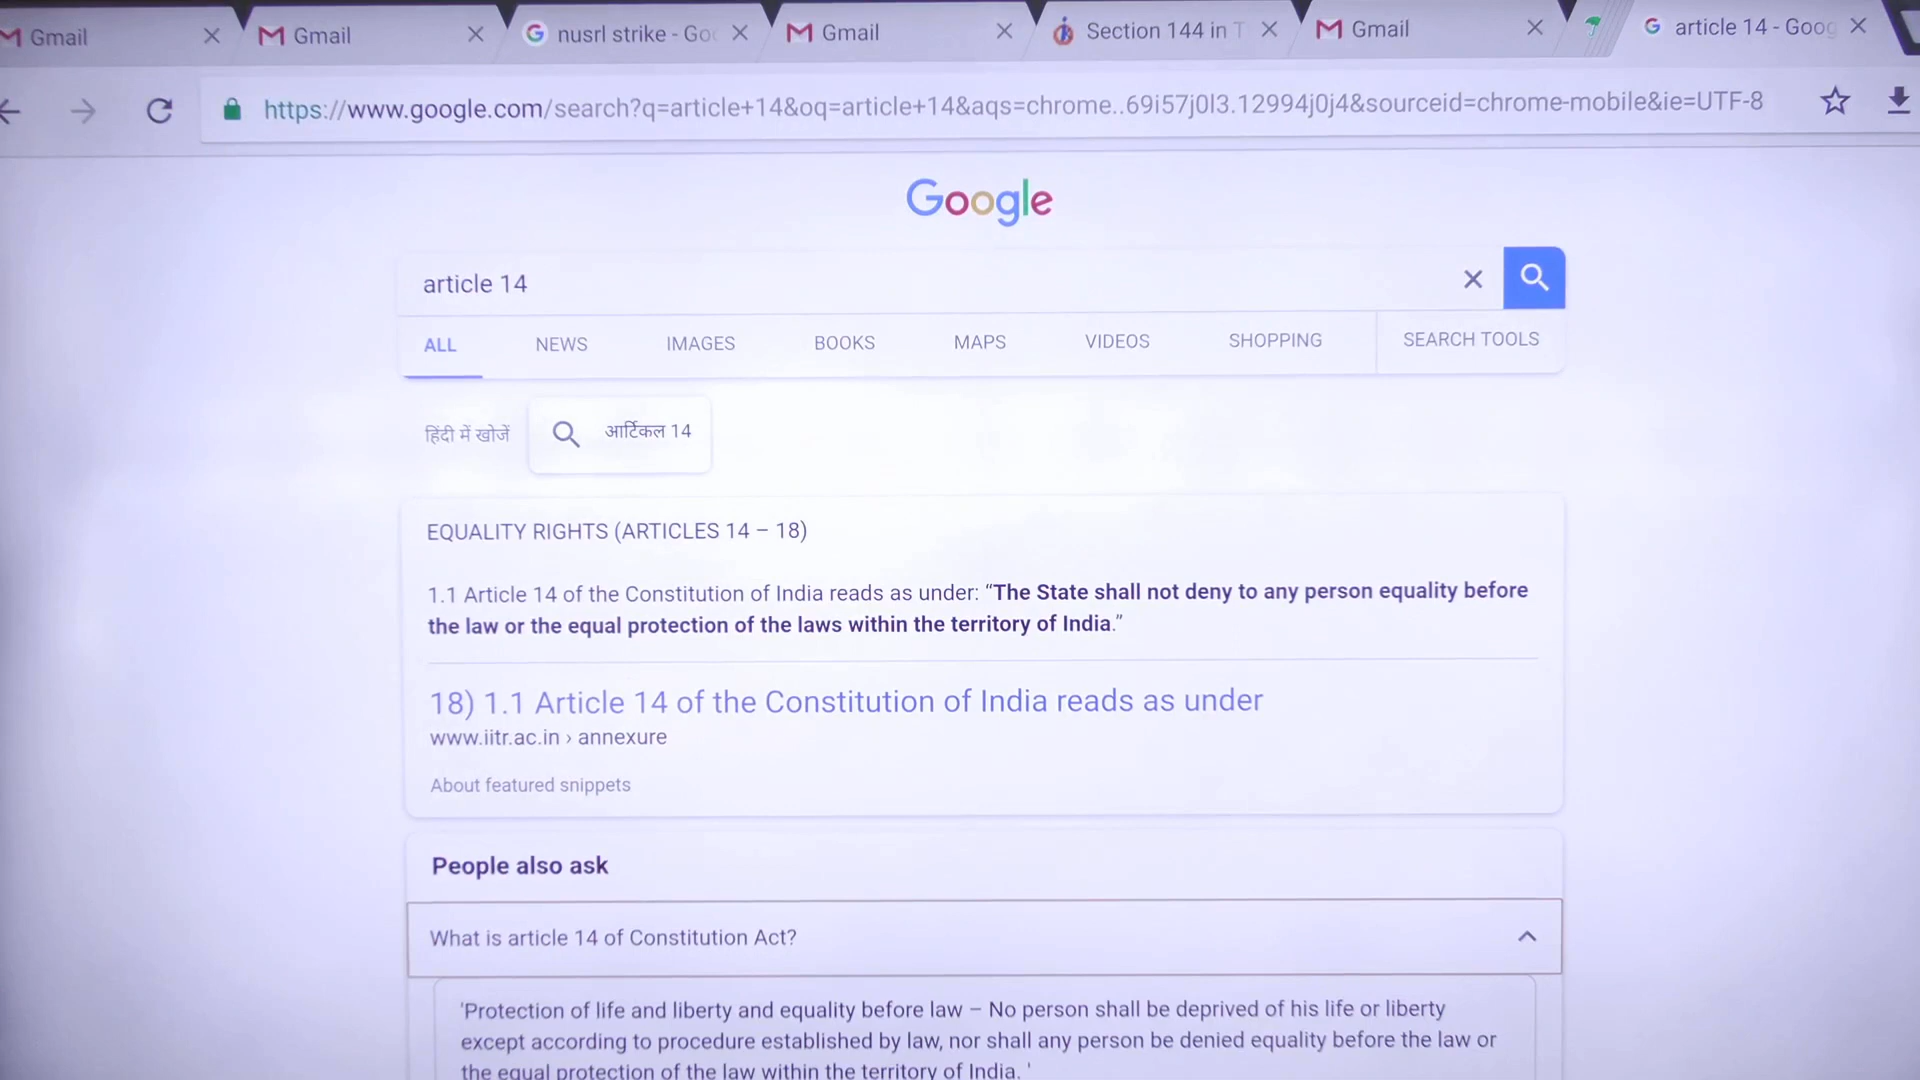 Gmail
Gmail
nusrl strike - Goo
Gmail
Section 144 in T
Gmail
article 14 - Goog
https://www.google.com/search?q=article+14&oq=article+14&aqs=chrome..69i57j0l3.12994j0j4&sourceid=chrome-mobile&ie=UTF-8
Google
article 14
ALL NEWS IMAGES BOOKS MAPS VIDEOS SHOPPING SEARCH TOOLS
हिंदी में खोजें आर्टिकल 14
EQUALITY RIGHTS (ARTICLES 14 – 18)
1.1 Article 14 of the Constitution of India reads as under: “The State shall not deny to any person equality before
the law or the equal protection of the laws within the territory of India.”
18) 1.1 Article 14 of the Constitution of India reads as under
www.iitr.ac.in › annexure
About featured snippets
People also ask
What is article 14 of Constitution Act?
'Protection of life and liberty and equality before law – No person shall be deprived of his life or liberty
except according to procedure established by law, nor shall any person be denied equality before the law or
the equal protection of the law within the territory of India. '